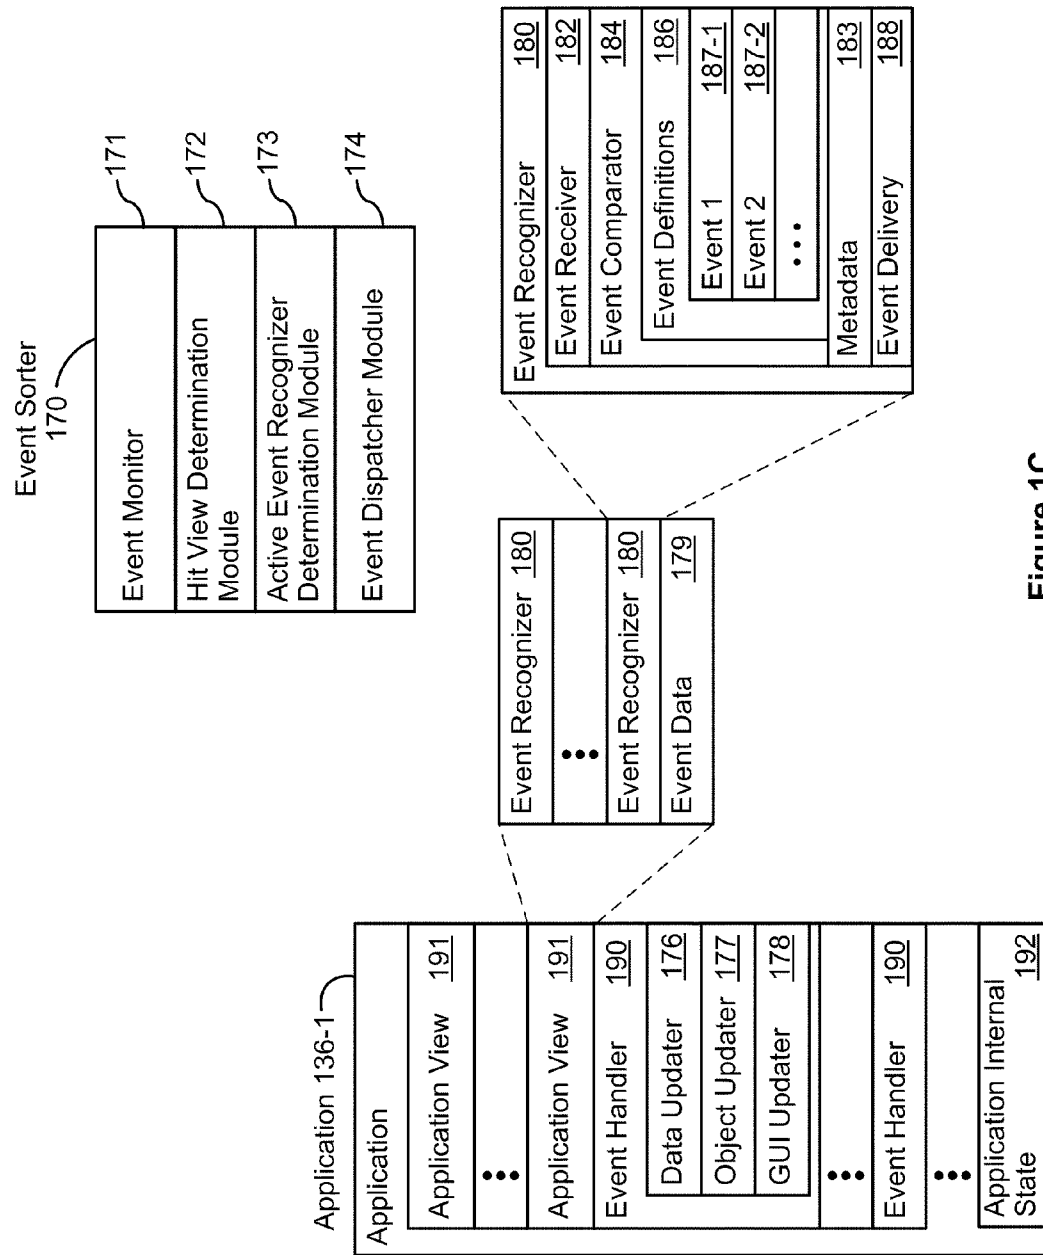 Event Sorter
170
Event Monitor
171
Hit View Determination
Module
172
Active Event Recognizer
Determination Module
173
Event Dispatcher Module
174
Application 136-1
Application
Application View 191
•••
Application View 191
Event Handler 190
Data Updater 176
Object Updater 177
GUI Updater 178
•••
Event Handler 190
•••
Application Internal
State 192
Event Recognizer 180
•••
Event Recognizer 180
Event Data 179
Event Recognizer 180
Event Receiver 182
Event Comparator 184
Event Definitions 186
Event 1 187-1
Event 2 187-2
•••
Metadata 183
Event Delivery 188
Figure 1C